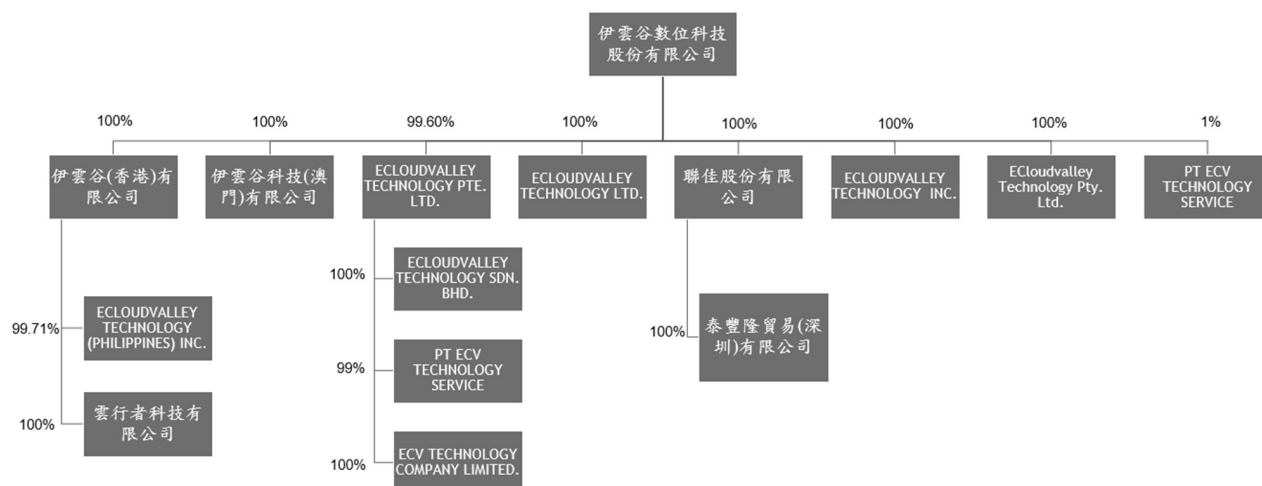 伊雲谷數位科技
股份有限公司
100%
100%
99.60%
100%
100%
100%
100%
1%
伊雲谷(香港)有
限公司
伊雲谷科技(澳
門)有限公司
ECLOUDVALLEY
TECHNOLOGY PTE.
LTD.
ECLOUDVALLEY
TECHNOLOGY LTD.
聯佳股份有限
公司
ECLOUDVALLEY
TECHNOLOGY INC.
ECloudvalley
Technology Pty.
Ltd.
PT ECV
TECHNOLOGY
SERVICE
99.71%
ECLOUDVALLEY
TECHNOLOGY
(PHILIPPINES) INC.
100%
雲行者科技有
限公司
100%
ECLOUDVALLEY
TECHNOLOGY SDN.
BHD.
99%
PT ECV
TECHNOLOGY
SERVICE
100%
ECV TECHNOLOGY
COMPANY LIMITED.
100%
泰豐隆貿易(深
圳)有限公司